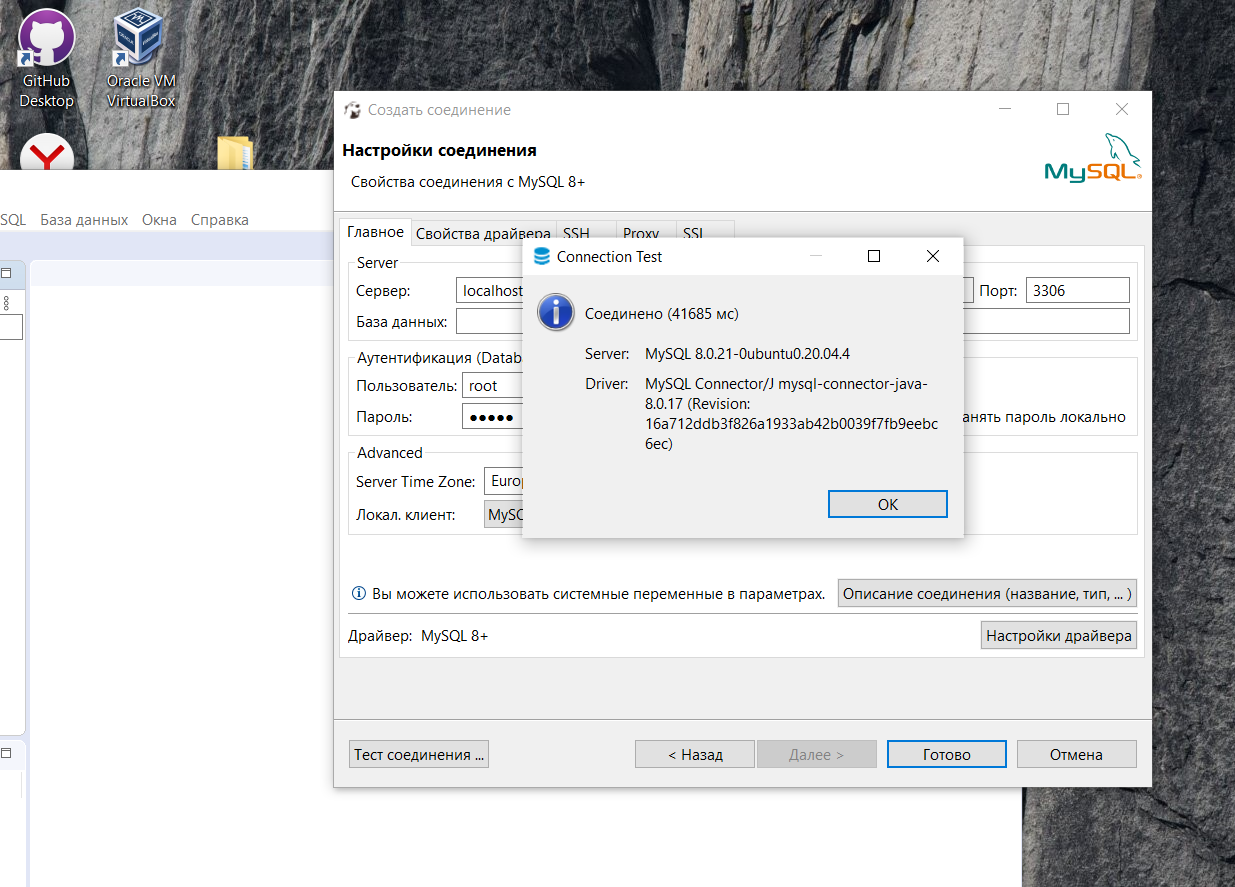 GitHub
Desktop
Oracle VM
VirtualBox
Создать соединение
Настройки соединения
Свойства соединения с MySQL 8+
MySQL
SQL База данных Окна Справка
Главное Свойства драйвера SSH Proxy SSL
Connection Test
Server
Сервер: localhost Порт: 3306
База данных:
Соединено (41685 мс)
Server: MySQL 8.0.21-0ubuntu0.20.04.4
Driver: MySQL Connector/J mysql-connector-java-
8.0.17 (Revision:
16a712ddb3f826a1933ab42b0039f7fb9eebc
6ec)
OK
Аутентификация (Datab
Пользователь: root
Пароль: ●●●●● анять пароль локально
Advanced
Server Time Zone: Euro
Локал. клиент: MySQ
Вы можете использовать системные переменные в параметрах. Описание соединения (название, тип, ... )
Драйвер: MySQL 8+ Настройки драйвера
Тест соединения ... < Назад Далее > Готово Отмена